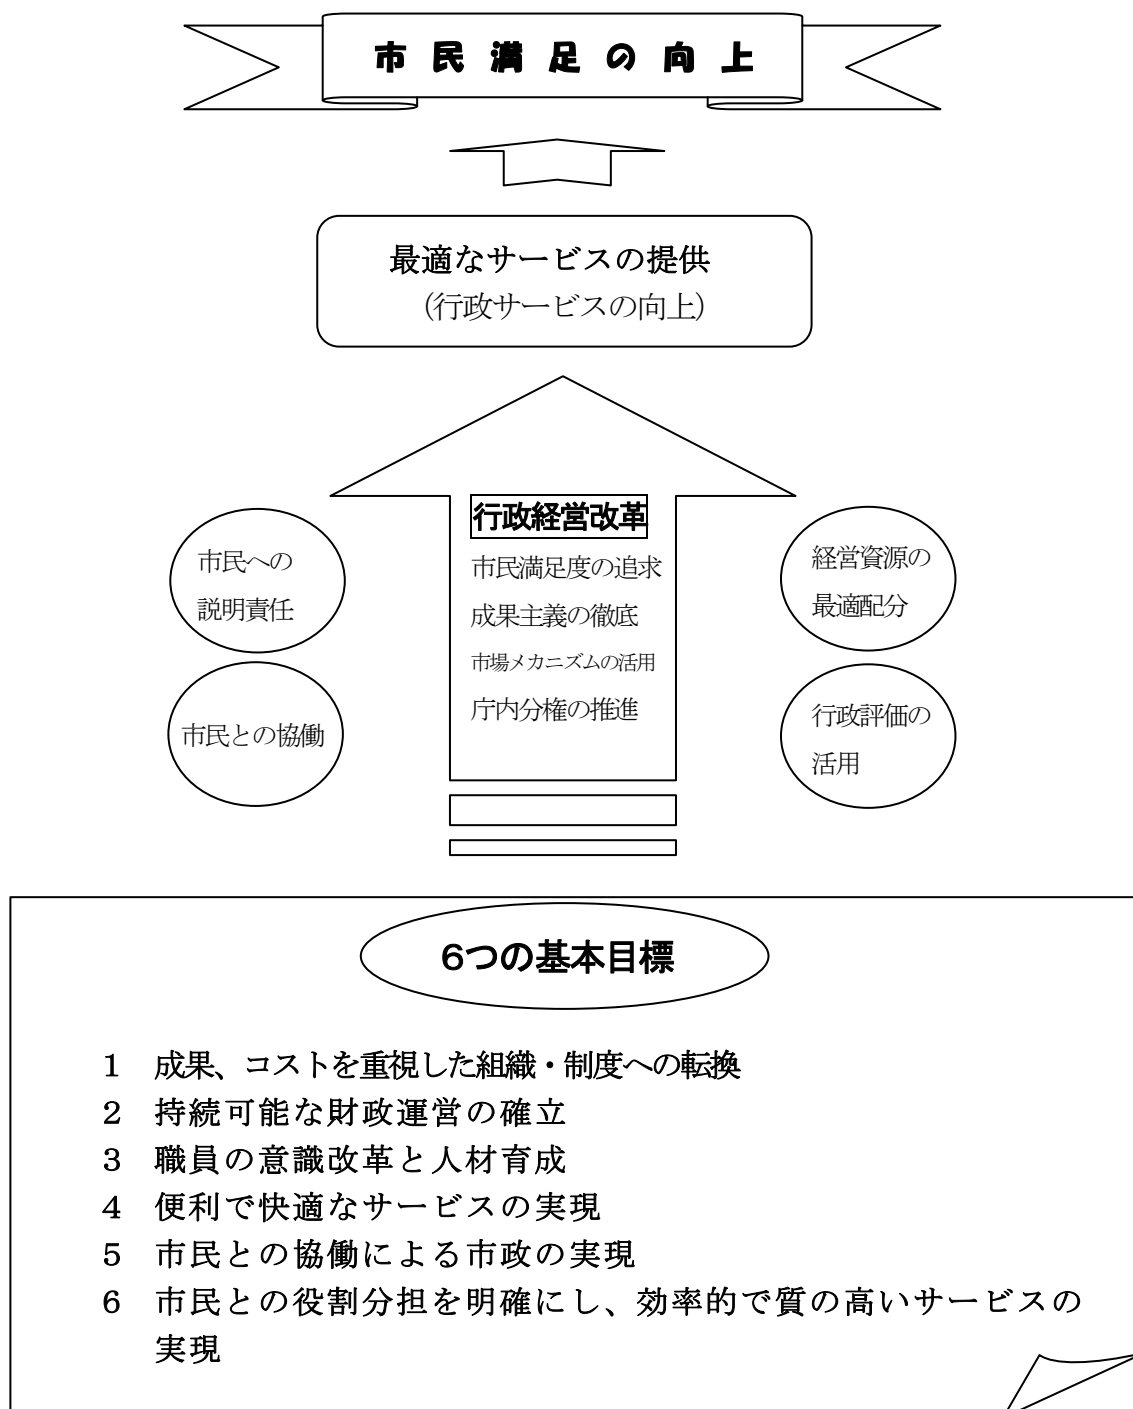 市民満足の向上
最適なサービスの提供
（行政サービスの向上）
行政経営改革
市民満足度の追求
成果主義の徹底
市場メカニズムの活用
庁内分権の推進
市民への
説明責任
市民との協働
経営資源の
最適配分
行政評価の
活用
６つの基本目標
１　成果、コストを重視した組織・制度への転換
２　持続可能な財政運営の確立
３　職員の意識改革と人材育成
４　便利で快適なサービスの実現
５　市民との協働による市政の実現
６　市民との役割分担を明確にし、効率的で質の高いサービスの
実現